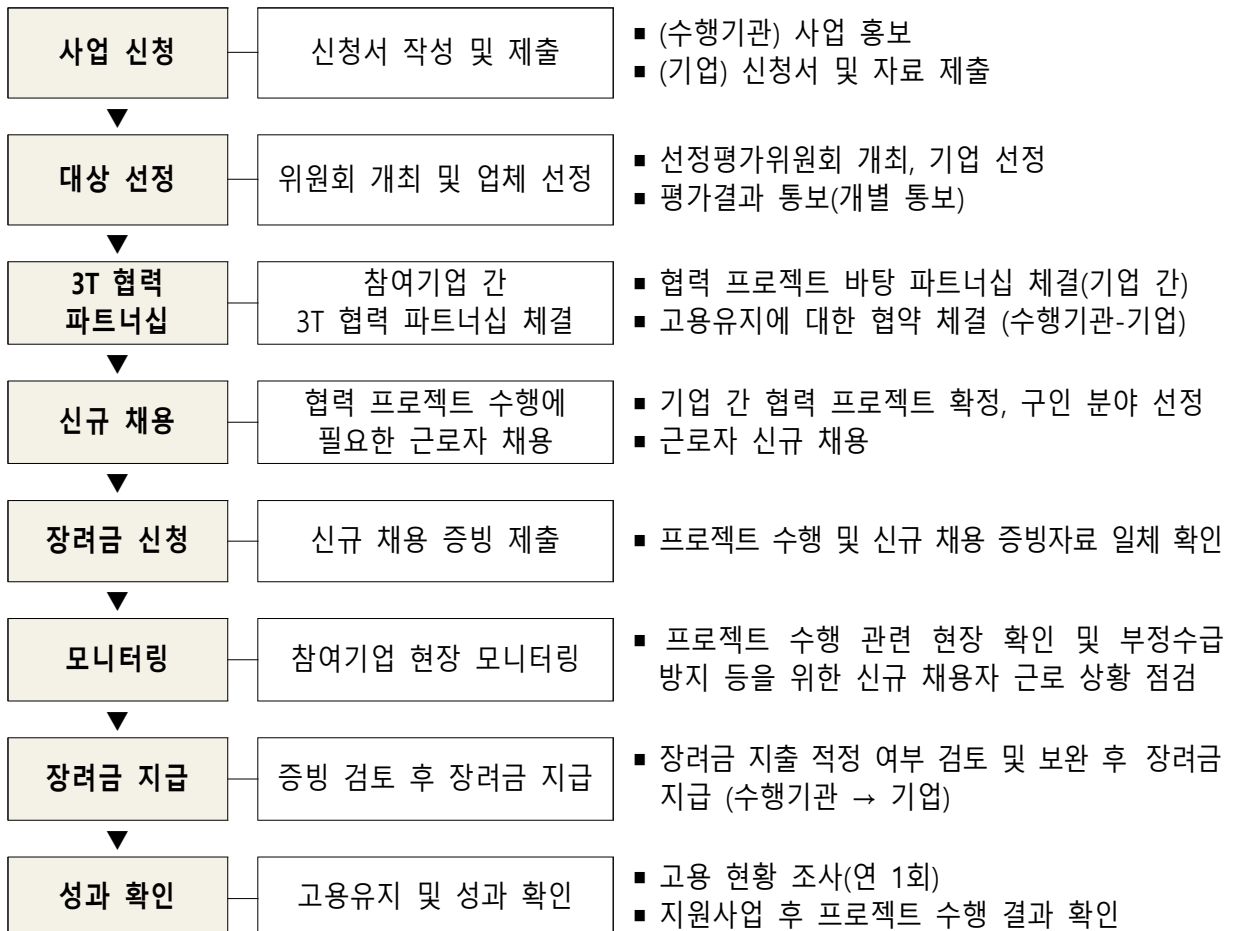 사업 신청
신청서 작성 및 제출
▪ (수행기관) 사업 홍보
▪ (기업) 신청서 및 자료 제출
▼
대상 선정
위원회 개최 및 업체 선정
▪ 선정평가위원회 개최, 기업 선정
▪ 평가결과 통보(개별 통보)
▼
3T 협력
파트너십
참여기업 간
3T 협력 파트너십 체결
▪ 협력 프로젝트 바탕 파트너십 체결(기업 간)
▪ 고용유지에 대한 협약 체결 (수행기관-기업)
▼
신규 채용
협력 프로젝트 수행에
필요한 근로자 채용
▪ 기업 간 협력 프로젝트 확정, 구인 분야 선정
▪ 근로자 신규 채용
▼
장려금 신청
신규 채용 증빙 제출
▪ 프로젝트 수행 및 신규 채용 증빙자료 일체 확인
▼
모니터링
참여기업 현장 모니터링
▪ 프로젝트 수행 관련 현장 확인 및 부정수급
방지 등을 위한 신규 채용자 근로 상황 점검
▼
장려금 지급
증빙 검토 후 장려금 지급
▪ 장려금 지출 적정 여부 검토 및 보완 후 장려금
지급 (수행기관 → 기업)
▼
성과 확인
고용유지 및 성과 확인
▪ 고용 현황 조사(연 1회)
▪ 지원사업 후 프로젝트 수행 결과 확인